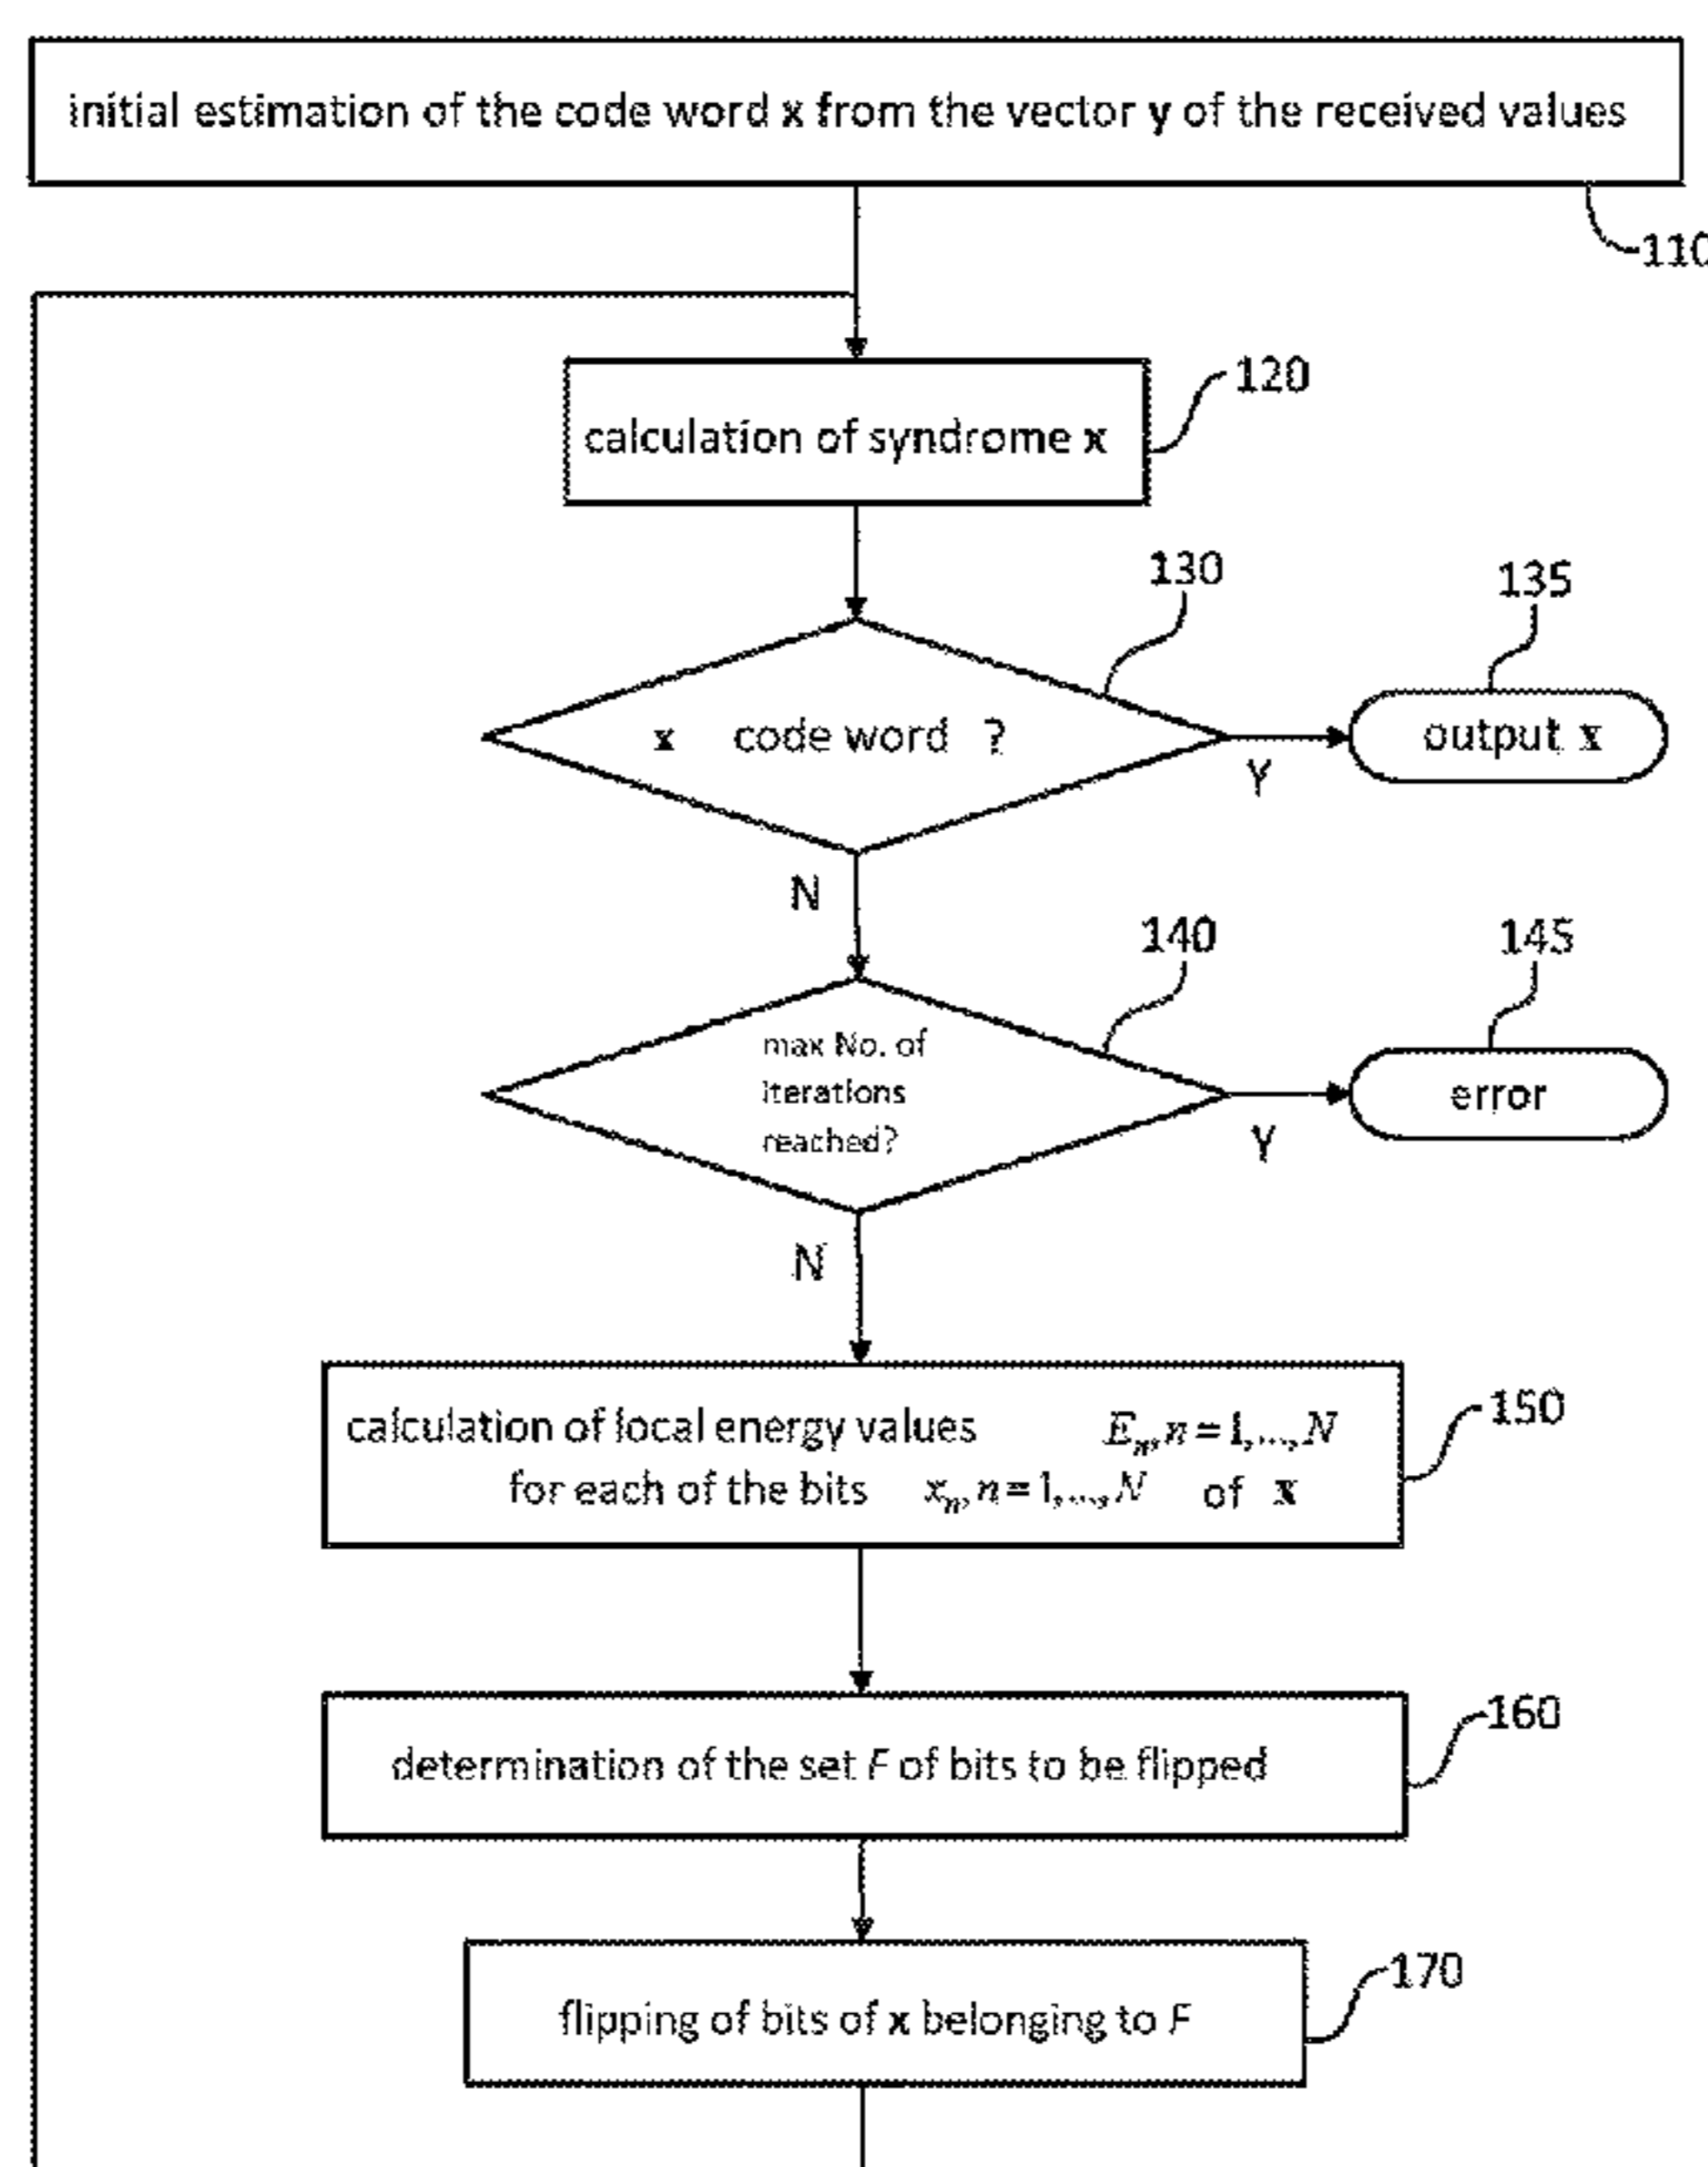 initial estimation of the code word x from the vector y of the received values
110
120
calculation of syndrome x
130
135
x code word ?
output x
Y
N
140
145
max No. of
iterations
reached?
error
Y
N
150
calculation of local energy values Eₙ, n = 1,..., N
for each of the bits xₙ, n = 1,..., N of x
160
determination of the set F of bits to be flipped
170
flipping of bits of x belonging to F